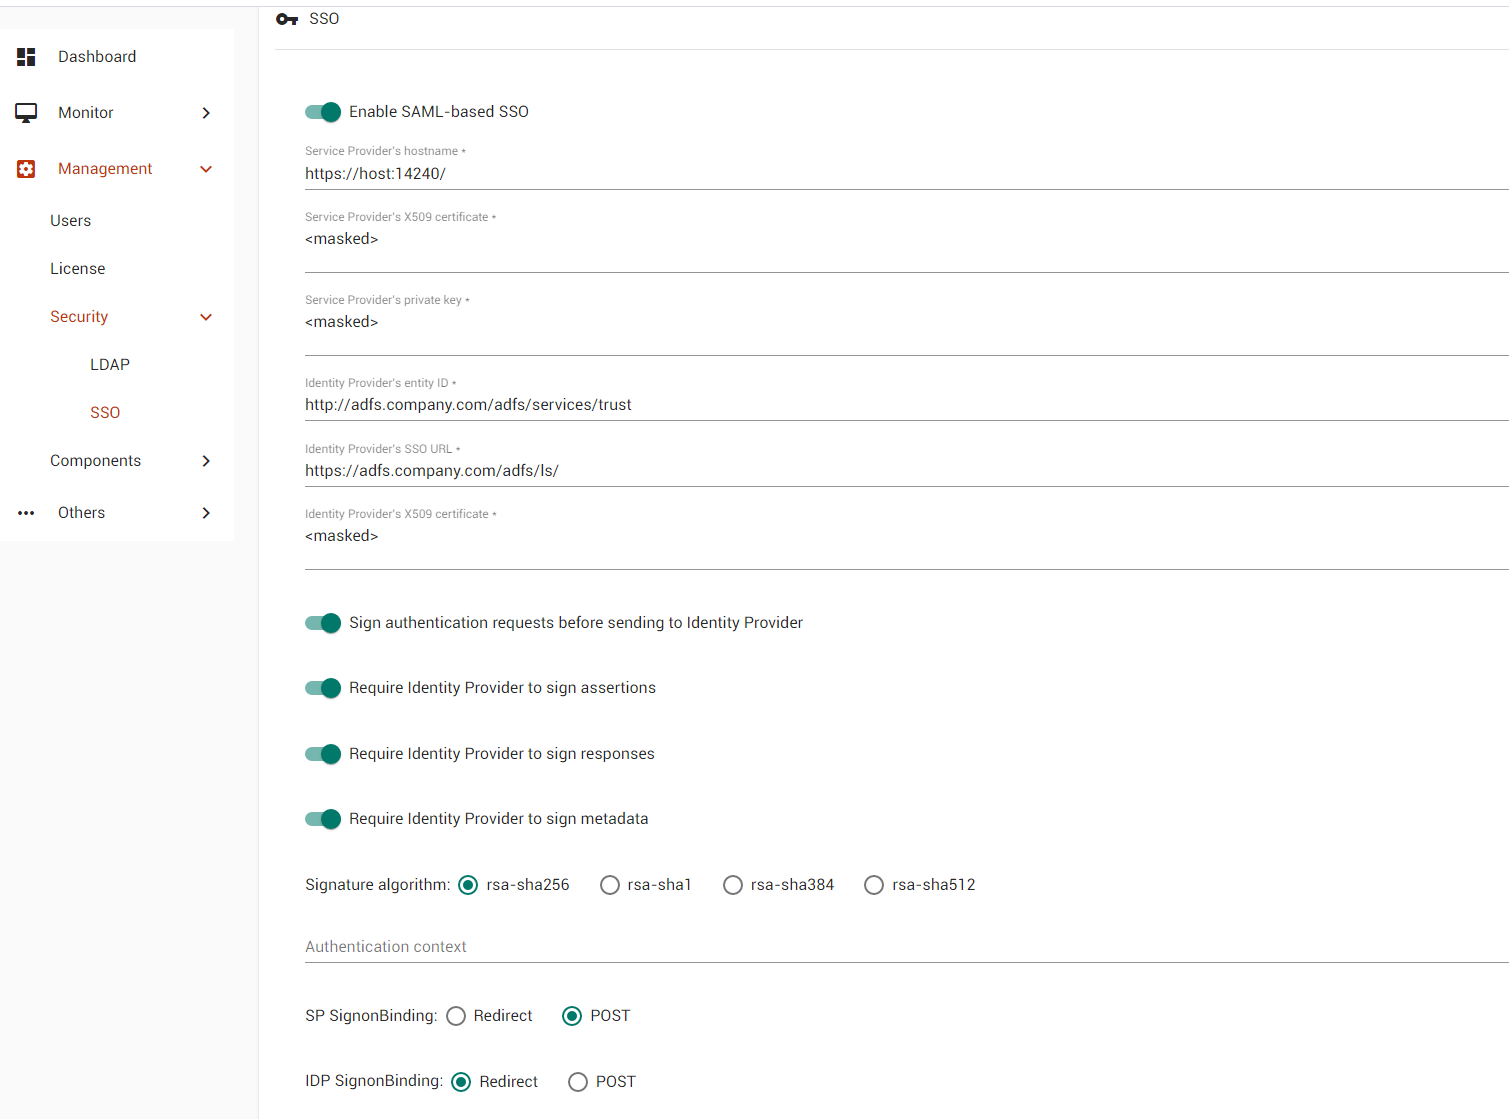 SSO
Dashboard
Monitor
Management
Users
License
Security
LDAP
SSO
Components
Others
Enable SAML-based SSO
Service Provider's hostname *
https://host:14240/
Service Provider's X509 certificate *
<masked>
Service Provider's private key *
<masked>
Identity Provider's entity ID *
http://adfs.company.com/adfs/services/trust
Identity Provider's SSO URL *
https://adfs.company.com/adfs/ls/
Identity Provider's X509 certificate *
<masked>
Sign authentication requests before sending to Identity Provider
Require Identity Provider to sign assertions
Require Identity Provider to sign responses
Require Identity Provider to sign metadata
Signature algorithm: rsa-sha256 rsa-sha1 rsa-sha384 rsa-sha512
Authentication context
SP SignonBinding: Redirect POST
IDP SignonBinding: Redirect POST